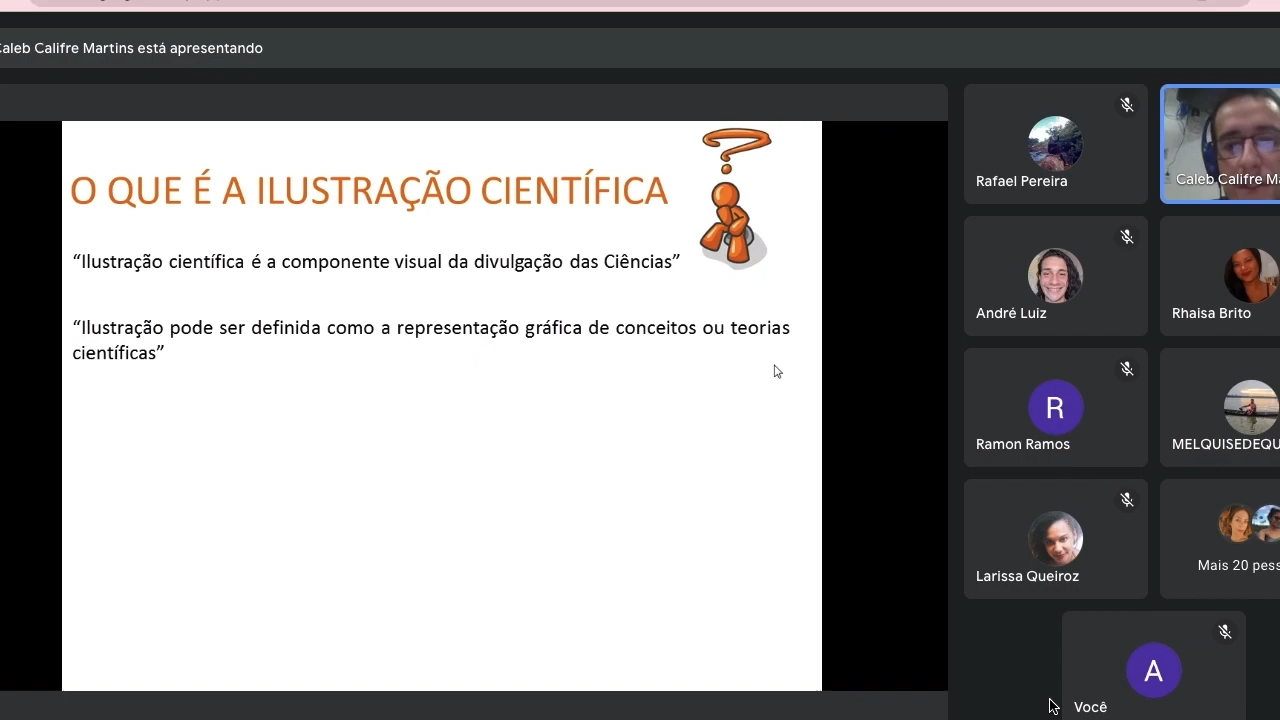 Caleb Califre Martins está apresentando
O QUE É A ILUSTRAÇÃO CIENTÍFICA
“Ilustração científica é a componente visual da divulgação das Ciências”
“Ilustração pode ser definida como a representação gráfica de conceitos ou teorias
científicas”
Rafael Pereira
Caleb Califre Ma
André Luiz
Rhaisa Brito
R
Ramon Ramos
MELQUISEDEQU
Larissa Queiroz
Mais 20 pess
A
Você